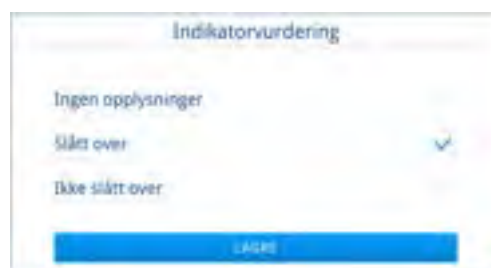 Indikatorvurdering
Ingen opplysninger
Slått over
Ikke slått over
LAGRE